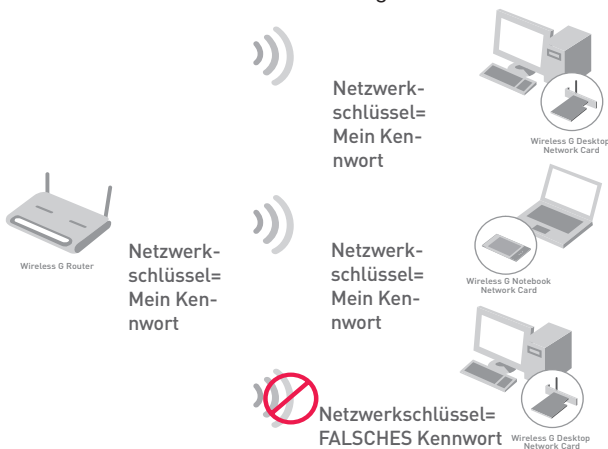 Netzwerk-
schlüssel=
Mein Ken-
nwort
Wireless G Desktop
Network Card
Wireless G Router
Netzwerk-
schlüssel=
Mein Ken-
nwort
Netzwerk-
schlüssel=
Mein Ken-
nwort
Wireless G Notebook
Network Card
Netzwerkschlüssel=
FALSCHES Kennwort
Wireless G Desktop
Network Card